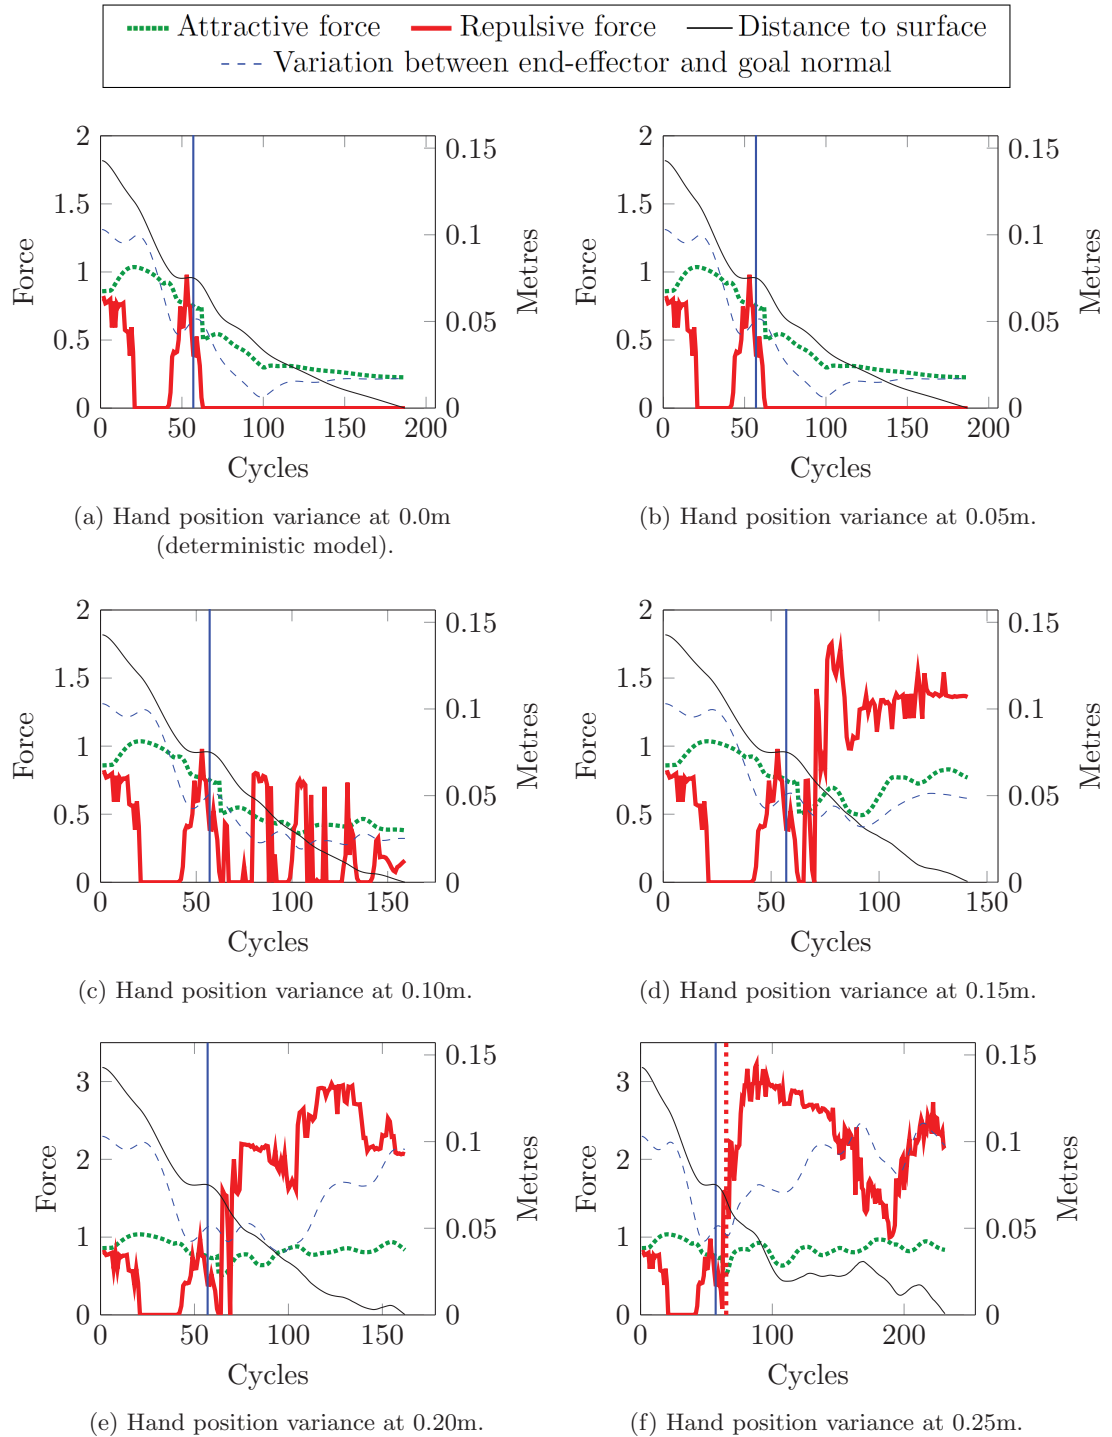 Attractive force Repulsive force Distance to surface
Variation between end-effector and goal normal
2
1.5
1
0.5
0
Force
0.15
0.1
0.05
0
Metres
0 50 100 150 200
Cycles
(a) Hand position variance at 0.0m
(deterministic model).
2
1.5
1
0.5
0
Force
0.15
0.1
0.05
0
Metres
0 50 100 150 200
Cycles
(b) Hand position variance at 0.05m.
2
1.5
1
0.5
0
Force
0.15
0.1
0.05
0
Metres
0 50 100 150
Cycles
(c) Hand position variance at 0.10m.
2
1.5
1
0.5
0
Force
0.15
0.1
0.05
0
Metres
0 50 100 150
Cycles
(d) Hand position variance at 0.15m.
3
2
1
0
Force
0.15
0.1
0.05
0
Metres
0 50 100 150
Cycles
(e) Hand position variance at 0.20m.
3
2
1
0
Force
0.15
0.1
0.05
0
Metres
0 100 200
Cycles
(f) Hand position variance at 0.25m.